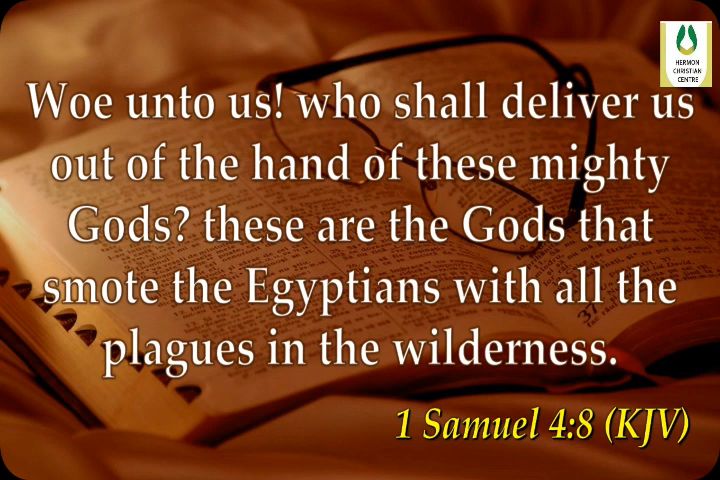 HERMON
CHRISTIAN
CENTRE
Woe unto us! who shall deliver us
out of the hand of these mighty
Gods? these are the Gods that
smote the Egyptians with all the
plagues in the wilderness.
37
1 Samuel 4:8 (KJV)